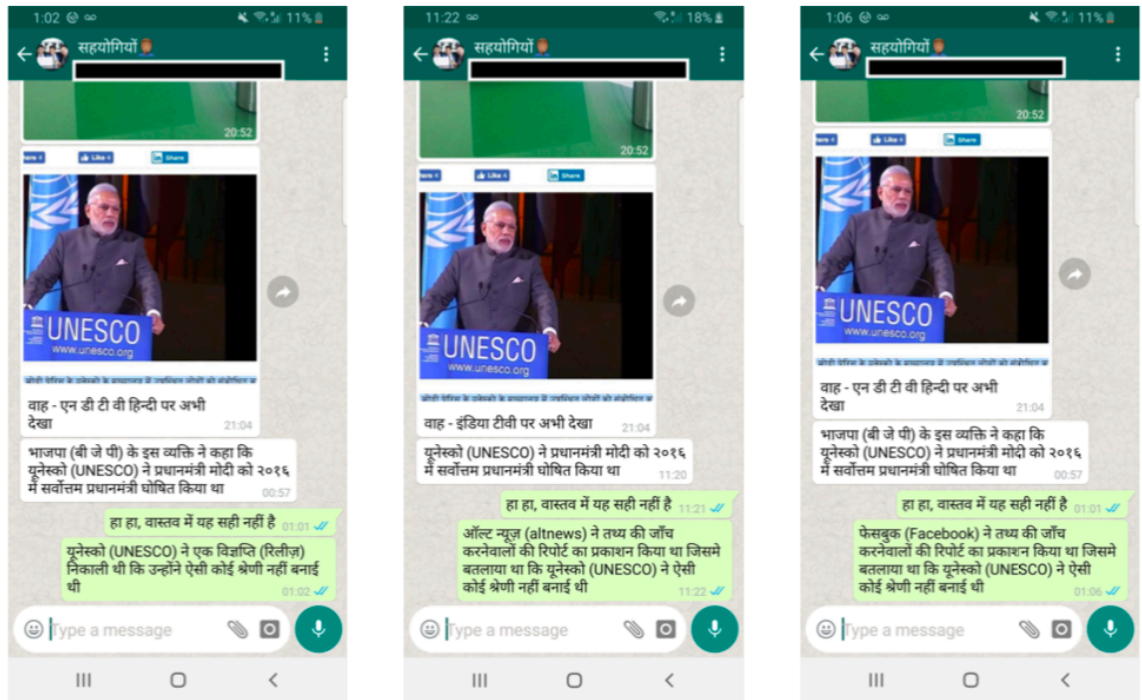 1:02 11%
सहयोगियों
20:52
Like
Share
UNESCO
www.unesco.org
वाह - एन डी टी वी हिन्दी पर अभी
देखा 21:04
भाजपा (बी जे पी) के इस व्यक्ति ने कहा कि
यूनेस्को (UNESCO) ने प्रधानमंत्री मोदी को २०१६
में सर्वोत्तम प्रधानमंत्री घोषित किया था 00:57
हा हा, वास्तव में यह सही नहीं है 01:01
यूनेस्को (UNESCO) ने एक विज्ञप्ति (रिलीज़)
निकाली थी कि उन्होंने ऐसी कोई श्रेणी नहीं बनाई
थी 01:02
Type a message
11:22 18%
सहयोगियों
20:52
Like
Share
UNESCO
www.unesco.org
वाह - इंडिया टीवी पर अभी देखा 21:04
यूनेस्को (UNESCO) ने प्रधानमंत्री मोदी को २०१६
में सर्वोत्तम प्रधानमंत्री घोषित किया था 11:20
हा हा, वास्तव में यह सही नहीं है 11:21
ऑल्ट न्यूज़ (altnews) ने तथ्य की जाँच
करनेवालों की रिपोर्ट का प्रकाशन किया था जिसमे
बतलाया था कि यूनेस्को (UNESCO) ने ऐसी
कोई श्रेणी नहीं बनाई थी 11:22
Type a message
1:06 11%
सहयोगियों
20:52
Like
Share
UNESCO
www.unesco.org
वाह - एन डी टी वी हिन्दी पर अभी
देखा 21:04
भाजपा (बी जे पी) के इस व्यक्ति ने कहा कि
यूनेस्को (UNESCO) ने प्रधानमंत्री मोदी को २०१६
में सर्वोत्तम प्रधानमंत्री घोषित किया था 00:57
हा हा, वास्तव में यह सही नहीं है 01:01
फेसबुक (Facebook) ने तथ्य की जाँच
करनेवालों की रिपोर्ट का प्रकाशन किया था जिसमे
बतलाया था कि यूनेस्को (UNESCO) ने ऐसी
कोई श्रेणी नहीं बनाई थी 01:06
Type a message